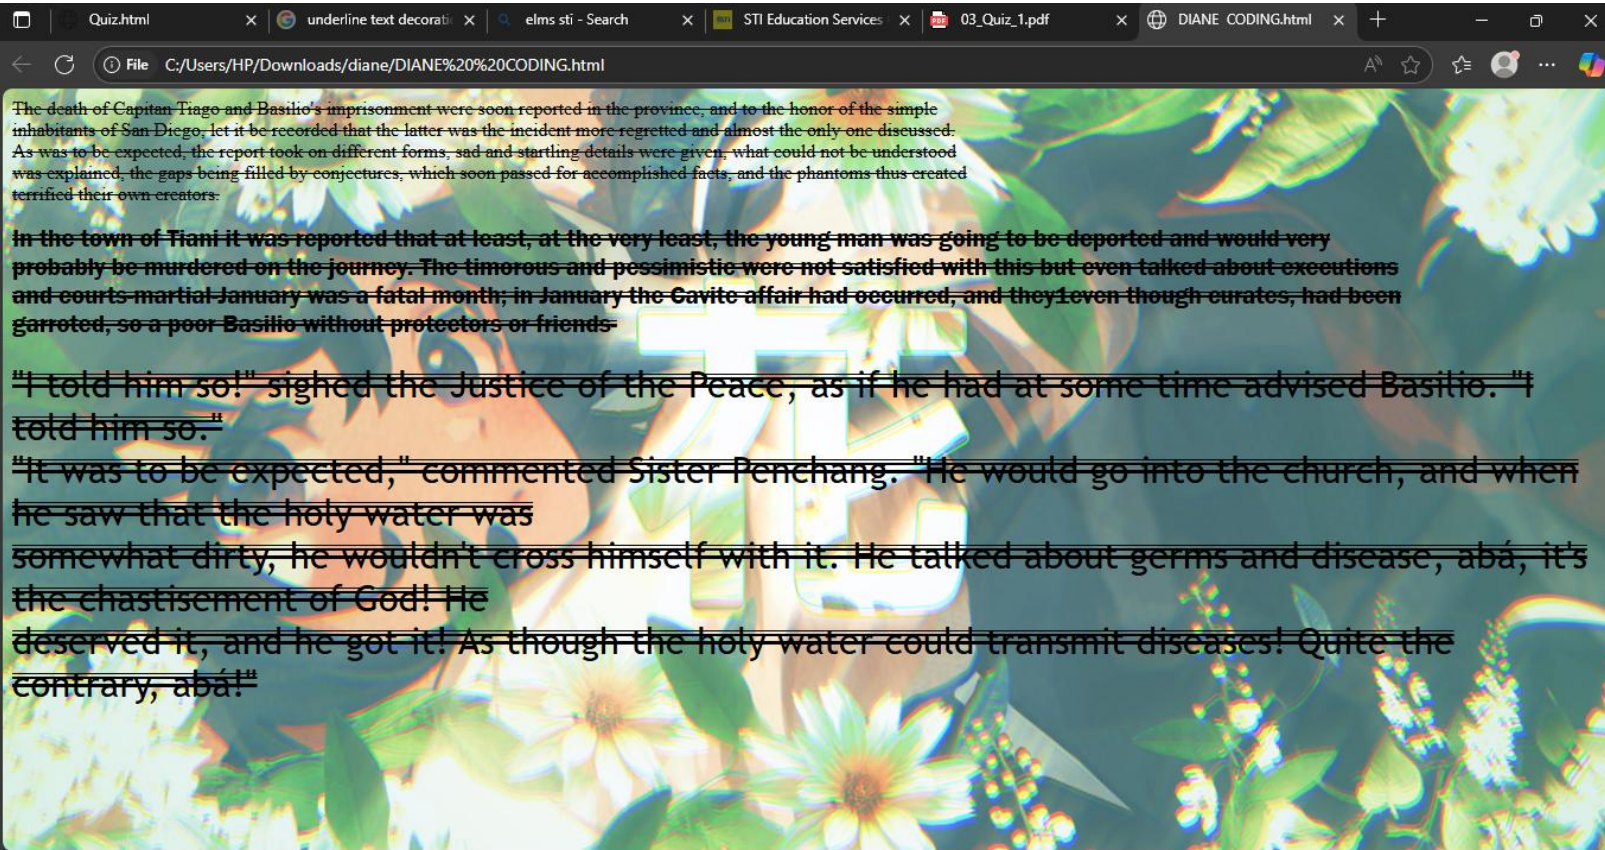 Quiz.html
underline text decoratic
elms sti - Search
STI Education Services
03_Quiz_1.pdf
DIANE CODING.html
File C:/Users/HP/Downloads/diane/DIANE%20%20CODING.html
The death of Capitan Tiago and Basilio's imprisonment were soon reported in the province, and to the honor of the simple
inhabitants of San Diego, let it be recorded that the latter was the incident more regretted and almost the only one discussed.
As was to be expected, the report took on different forms, sad and startling details were given, what could not be understood
was explained, the gaps being filled by conjectures, which soon passed for accomplished facts, and the phantoms thus created
terrified their own creators.
In the town of Tiani it was reported that at least, at the very least, the young man was going to be deported and would very
probably be murdered on the journey. The timorous and pessimistic were not satisfied with this but even talked about executions
and courts-martial January was a fatal month; in January the Cavite affair had occurred, and they1even though curates, had been
garroted, so a poor Basilio without protectors or friends-
"I told him so!" sighed the Justice of the Peace, as if he had at some time advised Basilio. "I
told him so."
"It was to be expected," commented Sister Penchang. "He would go into the church, and when
he saw that the holy water was
somewhat dirty, he wouldn't cross himself with it. He talked about germs and disease, abá, it's
the chastisement of God! He
deserved it, and he got it! As though the holy water could transmit diseases! Quite the
contrary, abá!"
花